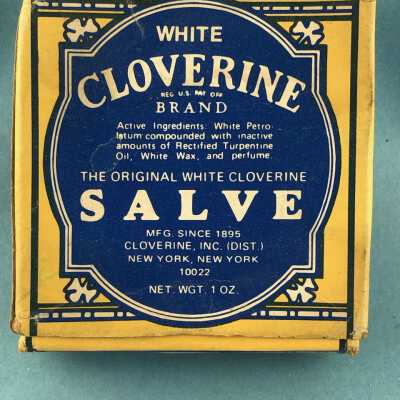 WHITE
CLOVERINE
REG. U.S. PAT. OFF.
BRAND
Active Ingredients: White Petro-
latum compounded with inactive
amounts of Rectified Turpentine
Oil, White Wax, and perfume.
THE ORIGINAL WHITE CLOVERINE
SALVE
MFG. SINCE 1895
CLOVERINE, INC. (DIST.)
NEW YORK, NEW YORK
10022
NET. WGT. 1 OZ.